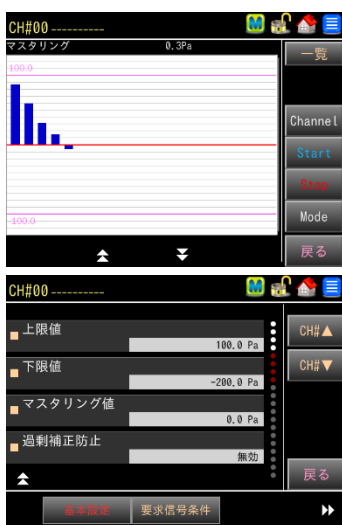 CH#00 ----------
M
マスタリング 0.3Pa
一覧
100.0
Channel
Start
Stop
-100.0
Mode
戻る
CH#00 ----------
M
上限値
100.0 Pa
CH#▲
下限値
-200.0 Pa
CH#▼
マスタリング値
0.0 Pa
過剰補正防止
無効
戻る
基本設定 要求信号条件